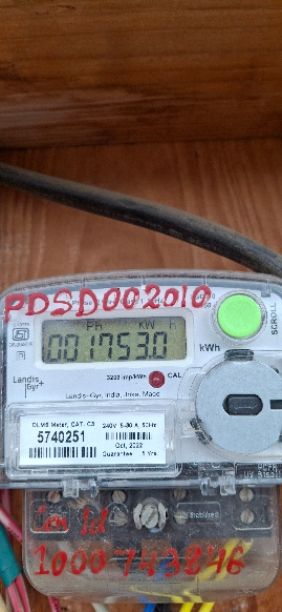 PDSD002010
Ph KW h
001753.0
kWh
SCROLL
3200 imp/kWh CAL
Landis
Gyr+
Landis+Gyr, India, India, Made
DLMS Meter, CAT. C3 240V 5-30 A 50Hz
5740251
Oct, 2022
Guarantee 5 Yrs.
Con Id
1000743846